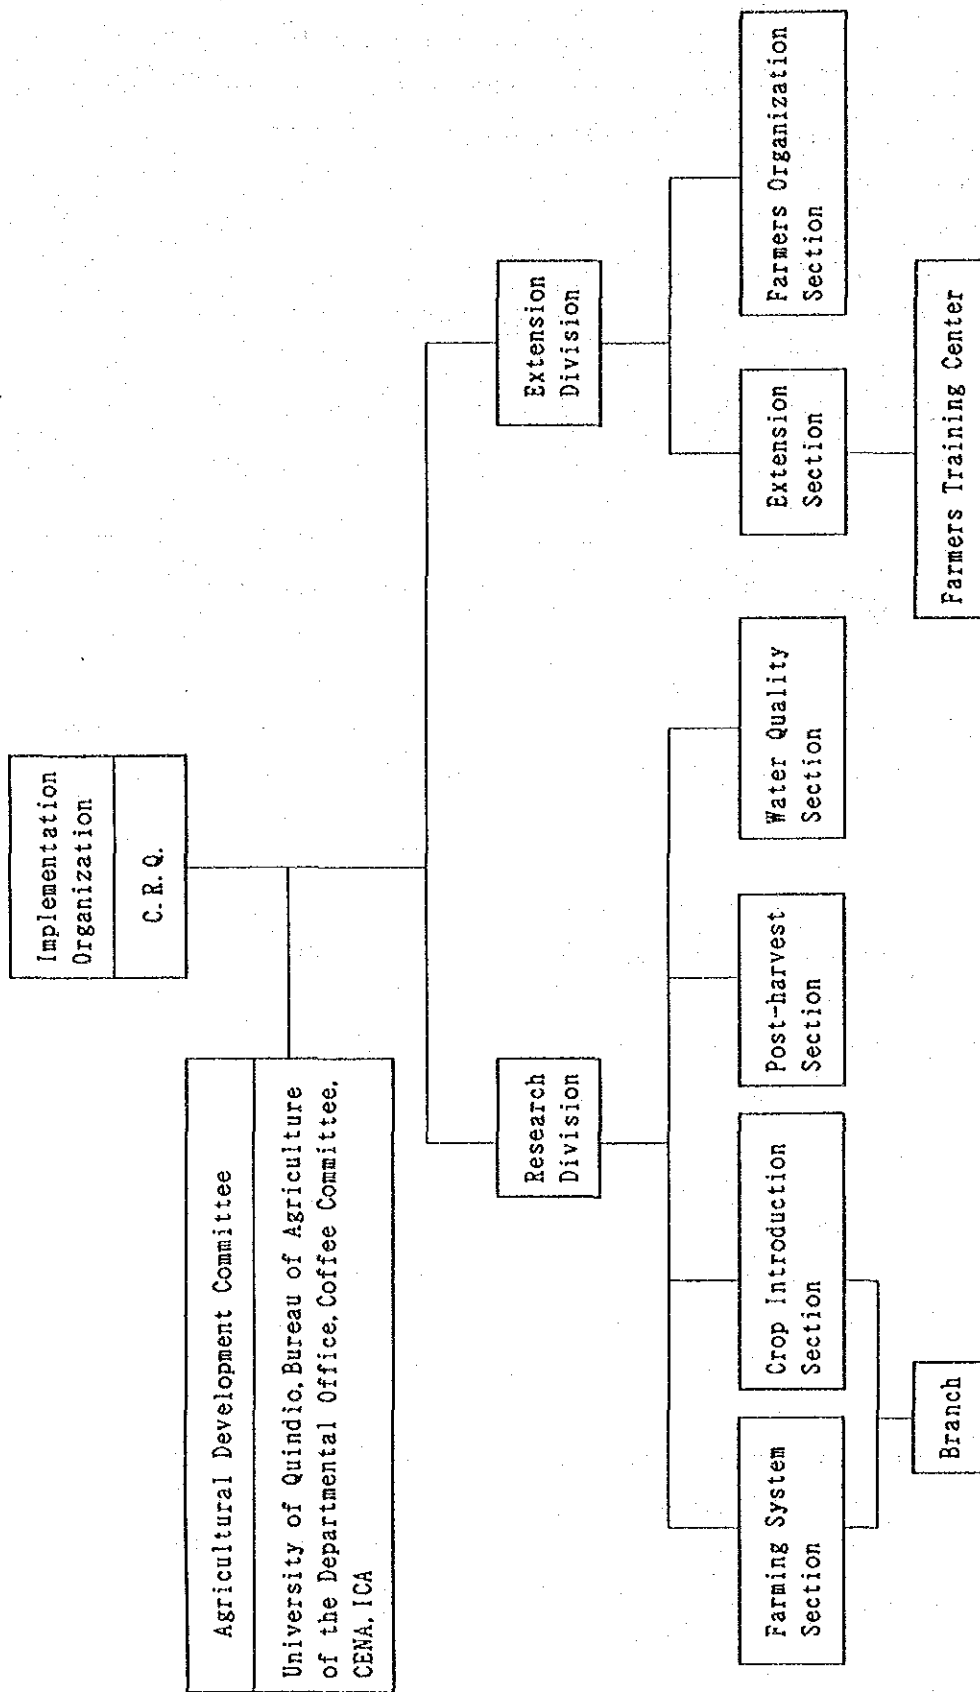 Implementation
Organization
C. R. Q.
Agricultural Development Committee
University of Quindio, Bureau of Agriculture
of the Departmental Office, Coffee Committee,
CENA, ICA
Research
Division
Extension
Division
Farming System
Section
Crop Introduction
Section
Post-harvest
Section
Water Quality
Section
Extension
Section
Farmers Organization
Section
Branch
Farmers Training Center